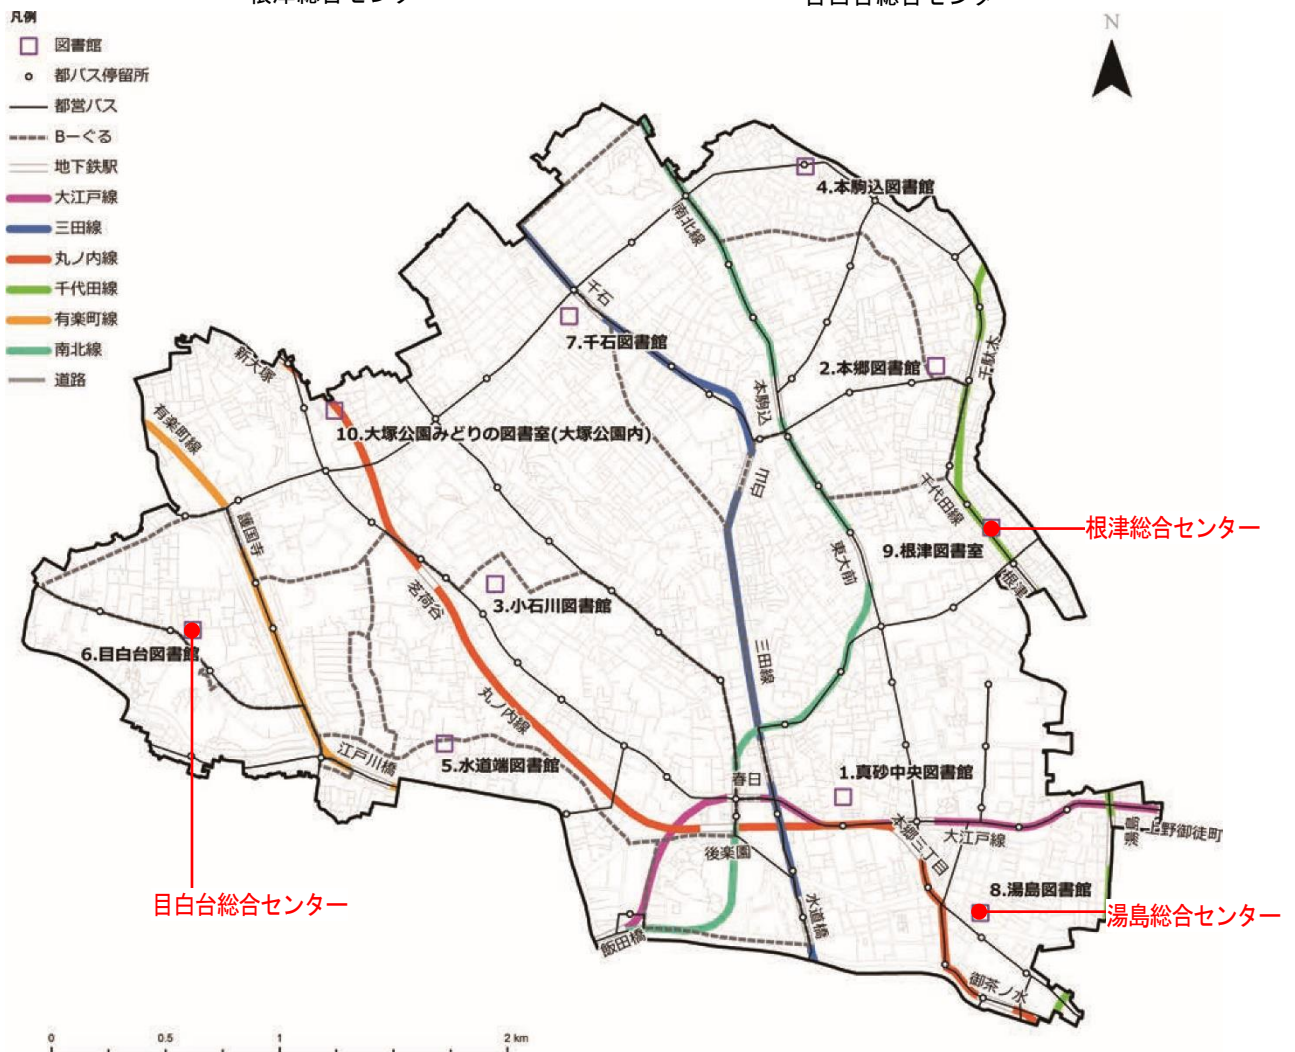 凡例
図書館
都バス停留所
都営バス
B－ぐる
地下鉄駅
大江戸線
三田線
丸ノ内線
千代田線
有楽町線
南北線
道路
N
4.本駒込図書館
南北線
千石
7.千石図書館
2.本郷図書館
千駄木
新大塚
本駒込
有楽町線
10.大塚公園みどりの図書室(大塚公園内)
白山
千代田線
護国寺
根津総合センター
9.根津図書室
東大前
根津
茗荷谷
3.小石川図書館
6.目白台図書館
三田線
丸ノ内線
江戸川橋
5.水道端図書館
春日
1.真砂中央図書館
本郷三丁目
大江戸線
湯島
上野御徒町
後楽園
8.湯島図書館
目白台総合センター
湯島総合センター
水道橋
飯田橋
御茶ノ水
0 0.5 1 2 km